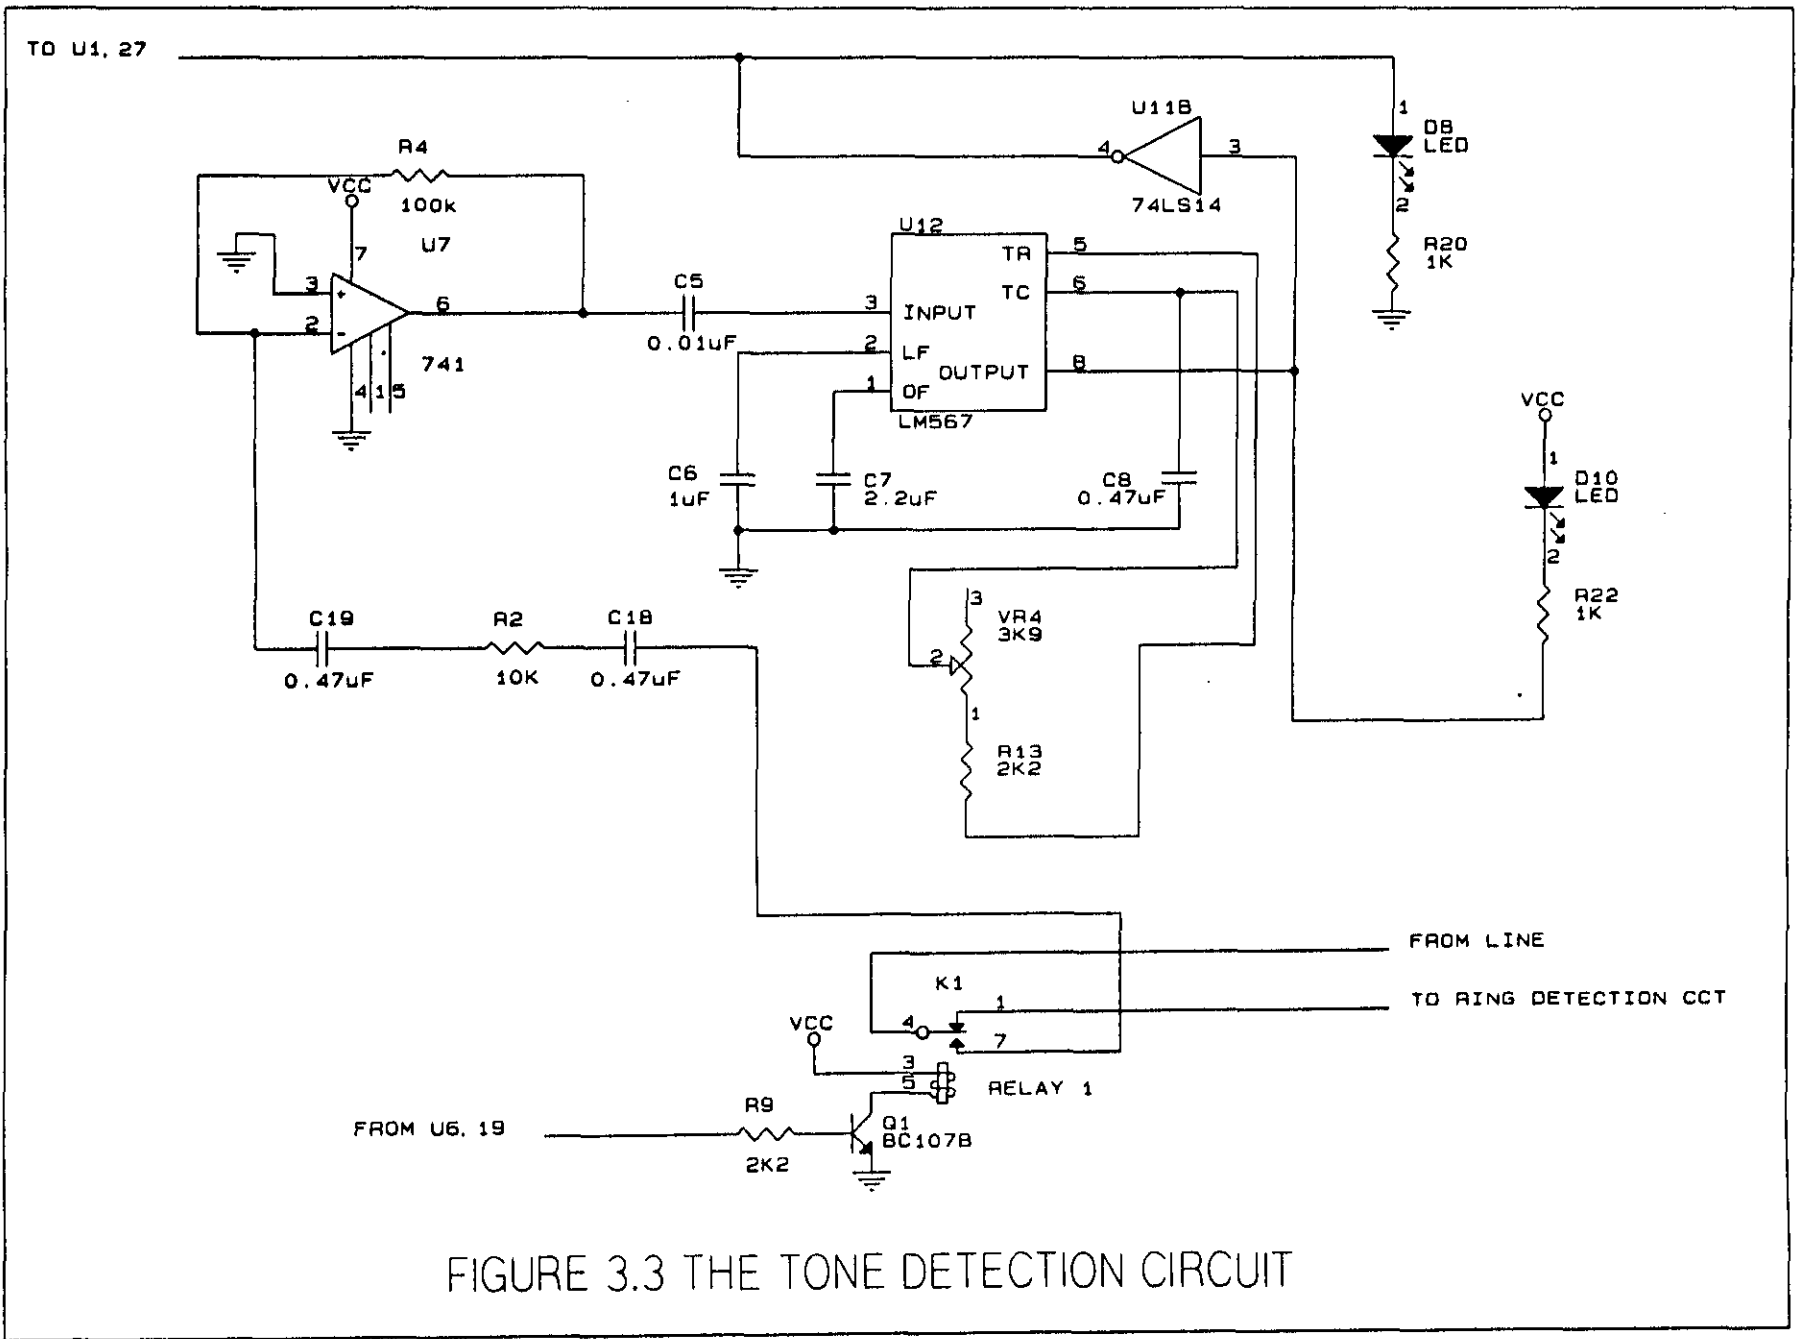 TO U1, 27
U11B
4
3
74LS14
1
D8
LED
2
R20
1K
R4
100k
VCC
7
U7
3
+
2
-
6
741
4
1
5
C5
0.01uF
U12
TR
5
TC
6
3
INPUT
2
LF
OUTPUT
8
1
OF
LM567
C6
1uF
C7
2.2uF
C8
0.47uF
VCC
1
D10
LED
2
R22
1K
C19
0.47uF
R2
10K
C18
0.47uF
3
VR4
3K9
2
1
R13
2K2
FROM LINE
K1
1
TO RING DETECTION CCT
4
7
VCC
3
5
RELAY 1
FROM U6, 19
R9
2K2
Q1
BC107B
FIGURE 3.3 THE TONE DETECTION CIRCUIT